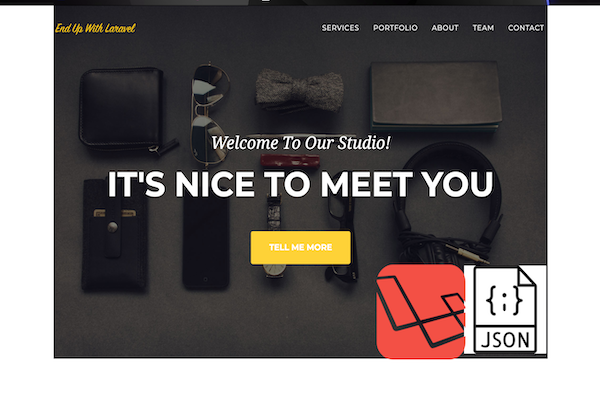 End Up With Laravel
SERVICES PORTFOLIO ABOUT TEAM CONTACT
Welcome To Our Studio!
IT'S NICE TO MEET YOU
TELL ME MORE
{;}
JSON